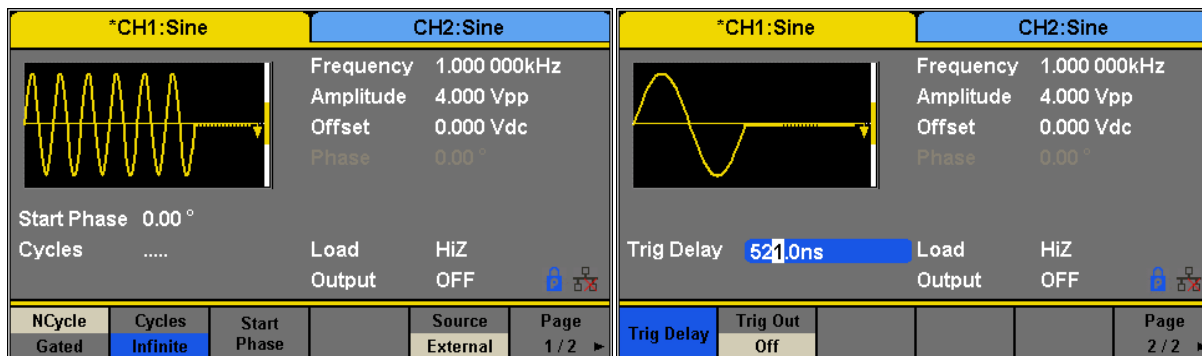 *CH1:Sine CH2:Sine
Frequency 1.000 000kHz
Amplitude 4.000 Vpp
Offset 0.000 Vdc
Phase 0.00 °
Start Phase 0.00 °
Cycles ..... Load HiZ
Output OFF
P
NCycle Cycles Start Source Page
Gated Infinite Phase External 1/2 ►
*CH1:Sine CH2:Sine
Frequency 1.000 000kHz
Amplitude 4.000 Vpp
Offset 0.000 Vdc
Phase 0.00 °
Trig Delay 521.0ns Load HiZ
Output OFF
P
Trig Delay Trig Out Page
Off 2/2